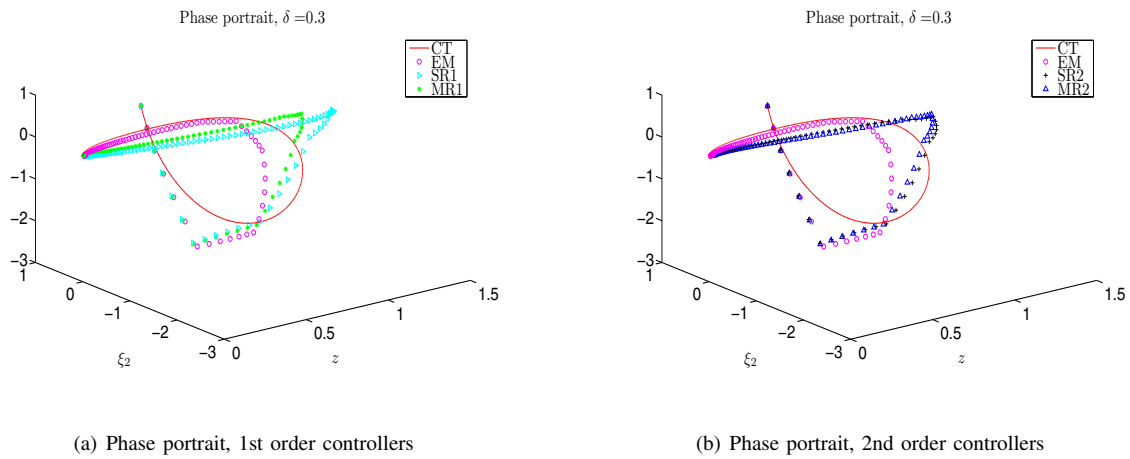 Phase portrait, δ =0.3
CT
EM
SR1
MR1
1
0
−1
−2
−3
1
0
−1
−2
−3
0
0.5
1
1.5
ξ2
z
(a) Phase portrait, 1st order controllers
Phase portrait, δ =0.3
CT
EM
SR2
MR2
1
0
−1
−2
−3
1
0
−1
−2
−3
0
0.5
1
1.5
ξ2
z
(b) Phase portrait, 2nd order controllers